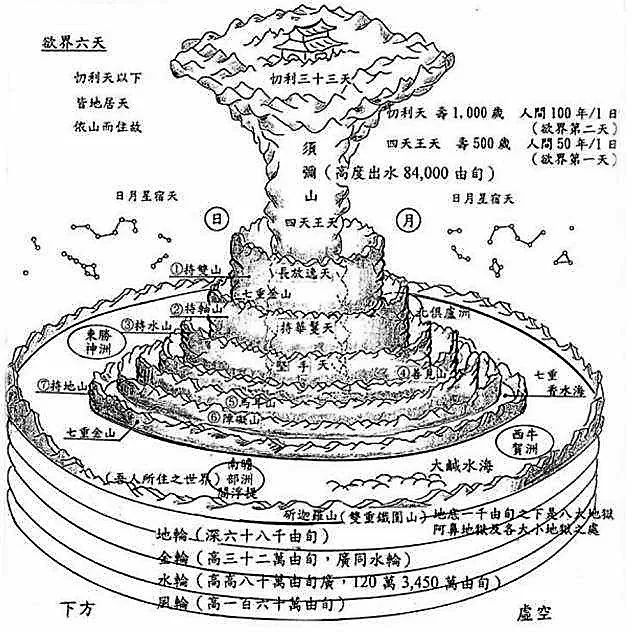 欲界六天
忉利天以下
皆地居天
依山而住故
忉利三十三天
忉利天 壽1,000歲 人間100年/1日
(欲界第二天)
四天王天 壽500歲 人間50年/1日
(欲界第一天)
須彌山(高度出水84,000由旬)
日月星宿天
日
月
日月星宿天
四天王天
①持雙山
長放逸天
七重金山
②持軸山
北俱盧洲
③持水山
持華鬘天
東勝神洲
堅手天
④善見山
⑦持地山
七重香水海
⑤馬耳山
⑥障礙山
七重金山
西牛賀洲
大鹹水海
(吾人所住之世界)
南瞻部洲
閻浮提
斫迦羅山(雙重鐵圍山)
地底一千由旬之下是八大地獄
阿鼻地獄及各大小地獄之處
地輪(深六十八千由旬)
金輪(高三十二萬由旬,廣同水輪)
水輪(高高八十萬由旬廣,120萬3,450萬由旬)
風輪(高一百六十萬由旬)
下方
虛空